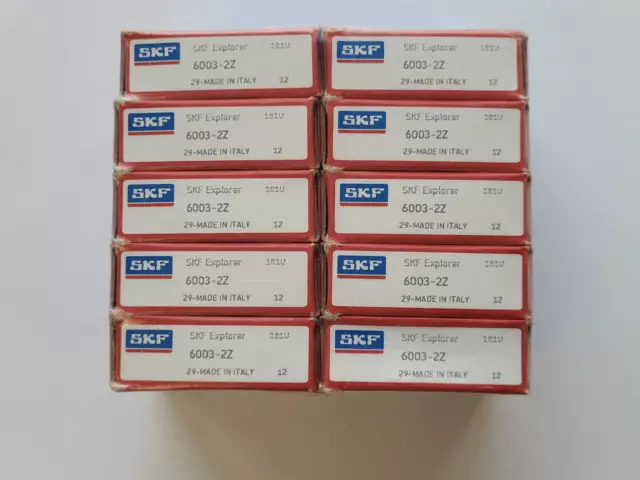 SKF SKF Explorer 181U
6003-2Z
29-MADE IN ITALY 12
SKF SKF Explorer 181U
6003-2Z
29-MADE IN ITALY 12
SKF SKF Explorer 181U
6003-2Z
29-MADE IN ITALY 12
SKF SKF Explorer 181U
6003-2Z
29-MADE IN ITALY 12
SKF SKF Explorer 181U
6003-2Z
29-MADE IN ITALY 12
SKF SKF Explorer 181U
6003-2Z
29-MADE IN ITALY 12
SKF SKF Explorer 181U
6003-2Z
29-MADE IN ITALY 12
SKF SKF Explorer 181U
6003-2Z
29-MADE IN ITALY 12
SKF SKF Explorer 181U
6003-2Z
29-MADE IN ITALY 12
SKF SKF Explorer 181U
6003-2Z
29-MADE IN ITALY 12